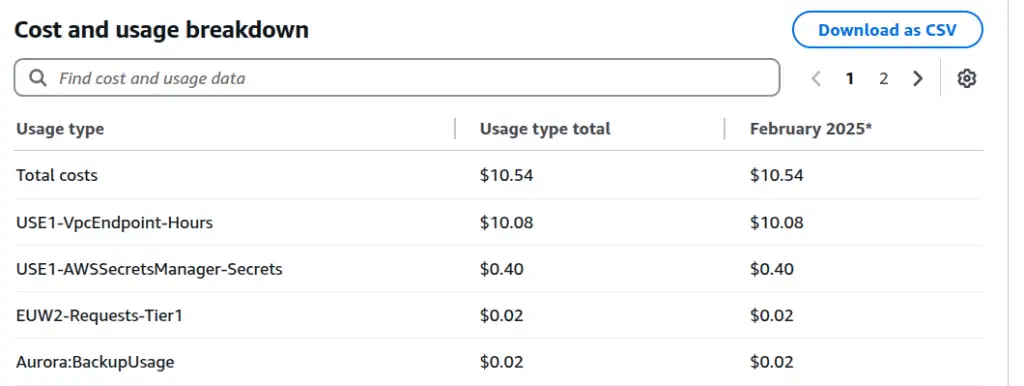 Cost and usage breakdown
Download as CSV
Find cost and usage data
1 2
Usage type Usage type total February 2025*
Total costs $10.54 $10.54
USE1-VpcEndpoint-Hours $10.08 $10.08
USE1-AWSSecretsManager-Secrets $0.40 $0.40
EUW2-Requests-Tier1 $0.02 $0.02
Aurora:BackupUsage $0.02 $0.02